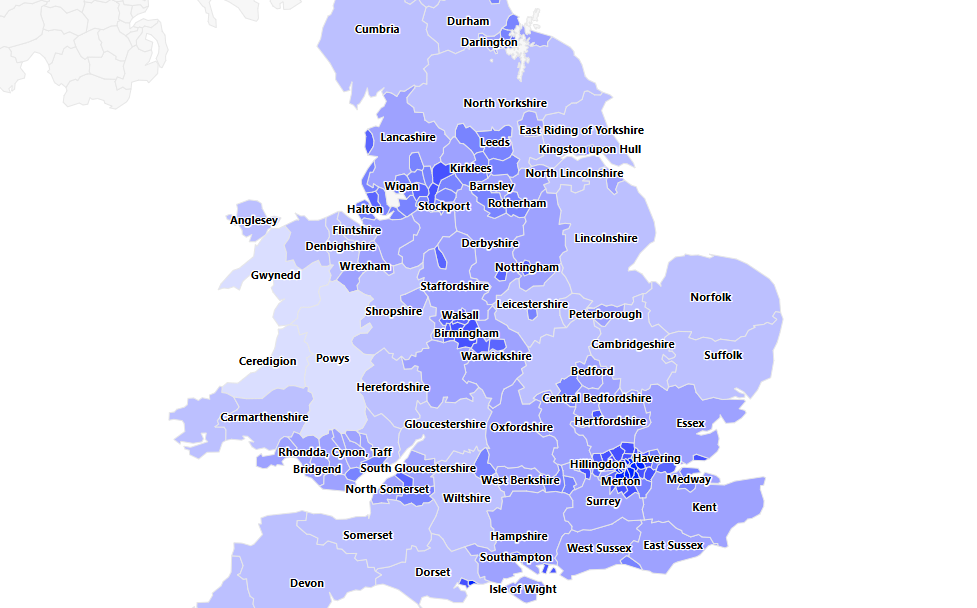 Durham
Cumbria
Darlington
North Yorkshire
East Riding of Yorkshire
Lancashire
Leeds
Kingston upon Hull
Kirklees
North Lincolnshire
Wigan
Barnsley
Rotherham
Stockport
Halton
Anglesey
Flintshire
Lincolnshire
Derbyshire
Denbighshire
Wrexham
Nottingham
Gwynedd
Staffordshire
Norfolk
Leicestershire
Shropshire
Peterborough
Walsall
Birmingham
Cambridgeshire
Warwickshire
Suffolk
Powys
Ceredigion
Bedford
Herefordshire
Central Bedfordshire
Carmarthenshire
Hertfordshire
Essex
Gloucestershire
Oxfordshire
Rhondda, Cynon, Taff
Havering
Hillingdon
South Gloucestershire
Bridgend
West Berkshire
Merton
Medway
North Somerset
Wiltshire
Surrey
Kent
Somerset
Hampshire
East Sussex
West Sussex
Southampton
Dorset
Devon
Isle of Wight